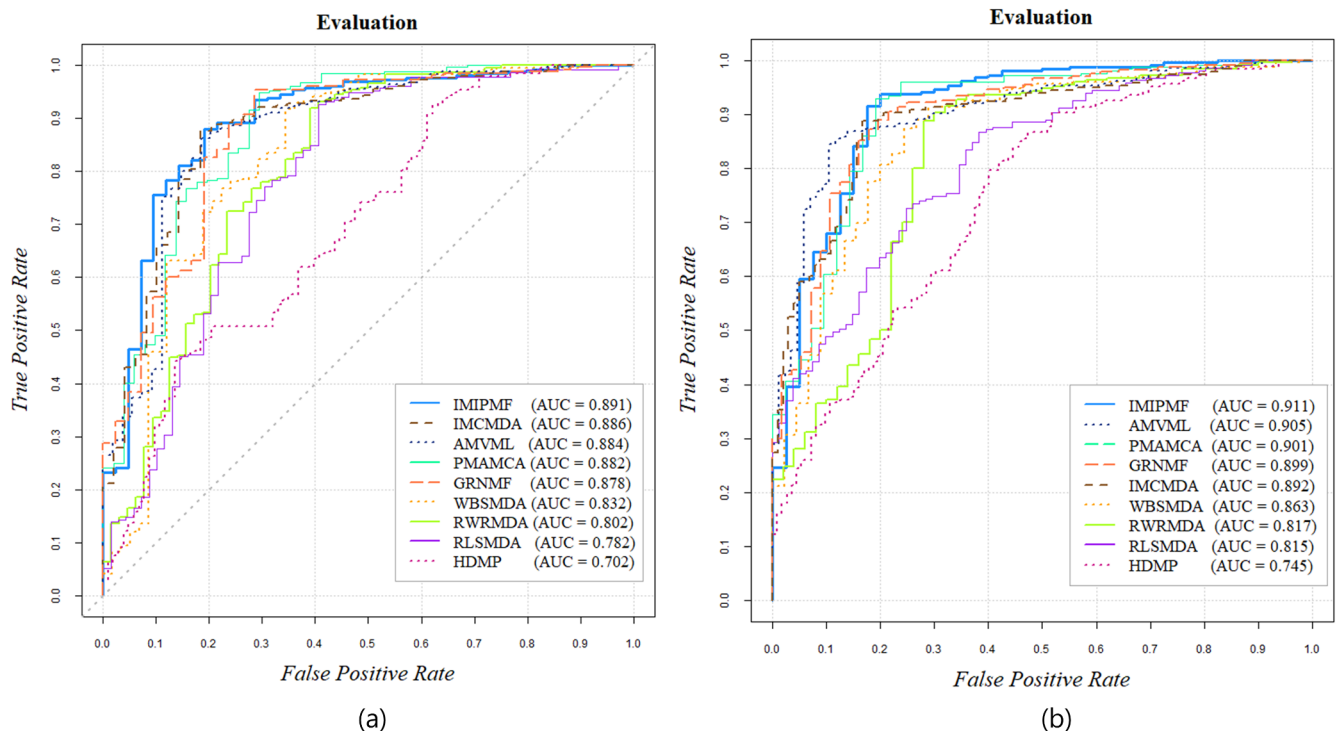 Evaluation
True Positive Rate
1.0
0.9
0.8
0.7
0.6
0.5
0.4
0.3
0.2
0.1
0.0
IMIPMF (AUC = 0.891)
IMCMDA (AUC = 0.886)
AMVML (AUC = 0.884)
PMAMCA (AUC = 0.882)
GRNMF (AUC = 0.878)
WBSMDA (AUC = 0.832)
RWRMDA (AUC = 0.802)
RLSMDA (AUC = 0.782)
HDMP (AUC = 0.702)
0.0 0.1 0.2 0.3 0.4 0.5 0.6 0.7 0.8 0.9 1.0
False Positive Rate
(a)
Evaluation
True Positive Rate
1.0
0.9
0.8
0.7
0.6
0.5
0.4
0.3
0.2
0.1
0.0
IMIPMF (AUC = 0.911)
AMVML (AUC = 0.905)
PMAMCA (AUC = 0.901)
GRNMF (AUC = 0.899)
IMCMDA (AUC = 0.892)
WBSMDA (AUC = 0.863)
RWRMDA (AUC = 0.817)
RLSMDA (AUC = 0.815)
HDMP (AUC = 0.745)
0.0 0.1 0.2 0.3 0.4 0.5 0.6 0.7 0.8 0.9 1.0
False Positive Rate
(b)